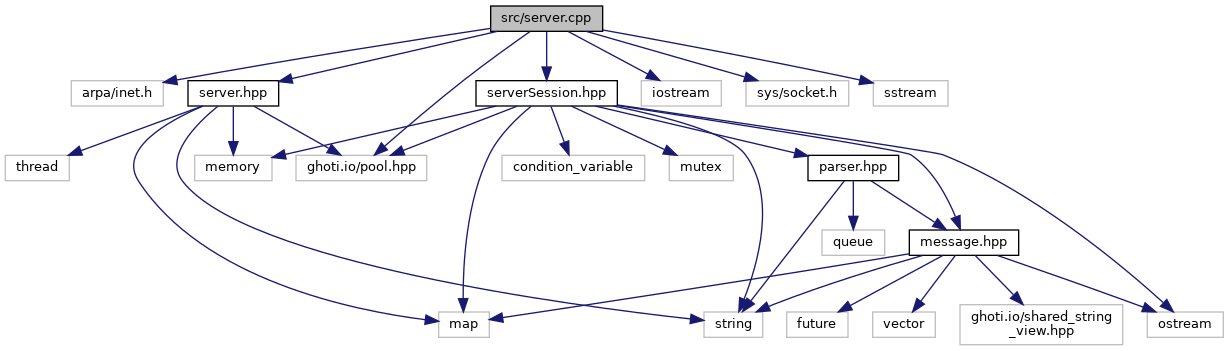 src/server.cpp
arpa/inet.h
server.hpp
serverSession.hpp
iostream
sys/socket.h
sstream
thread
memory
ghoti.io/pool.hpp
condition_variable
mutex
parser.hpp
queue
message.hpp
map
string
future
vector
ghoti.io/shared_string
_view.hpp
ostream